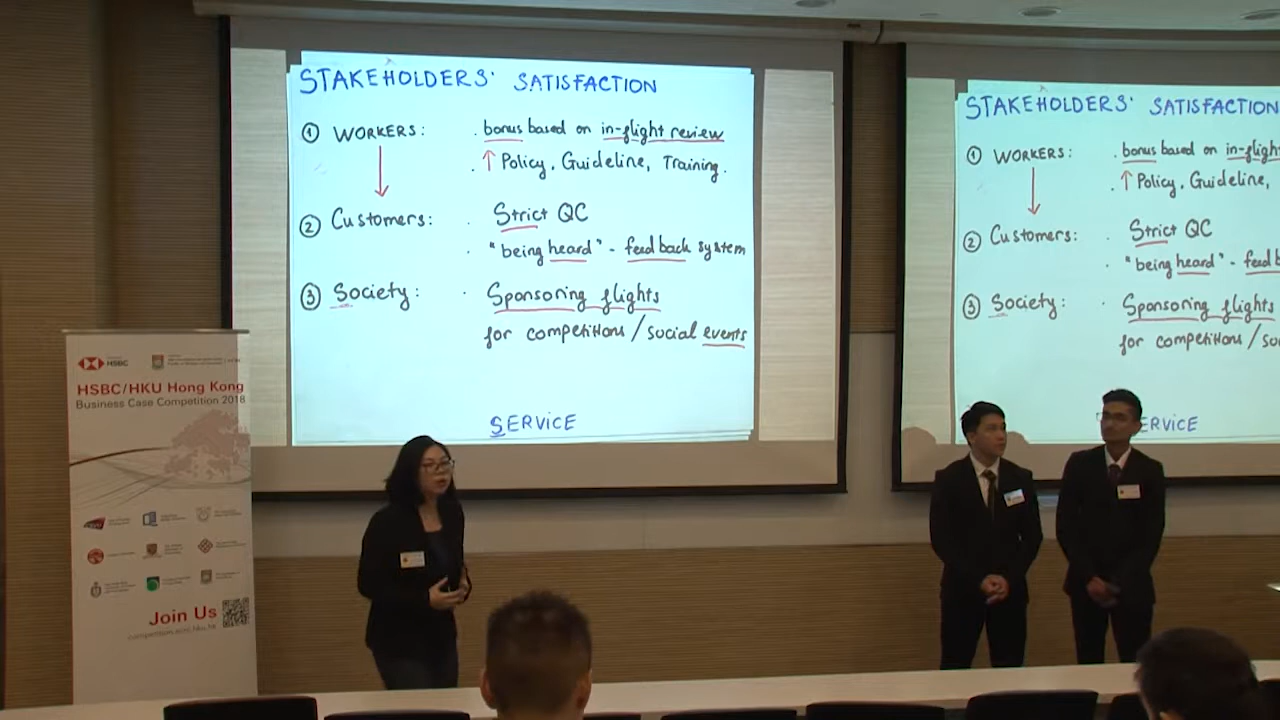 STAKEHOLDERS' SATISFACTION
① WORKERS: . bonus based on in-flight review
. ↑ Policy, Guideline, Training.
② Customers: . Strict QC
. "being heard" - feedback system
③ Society: . Sponsoring flights
for competitions / social events
SERVICE
STAKEHOLDERS' SATISFACTION
① WORKERS: . bonus based on in-flight
. ↑ Policy, Guideline,
② Customers: . Strict QC
. "being heard" - feed
③ Society: . Sponsoring flights
for competitions / so
ERVICE
HSBC
HSBC/HKU Hong Kong
Business Case Competition 2018
Join Us